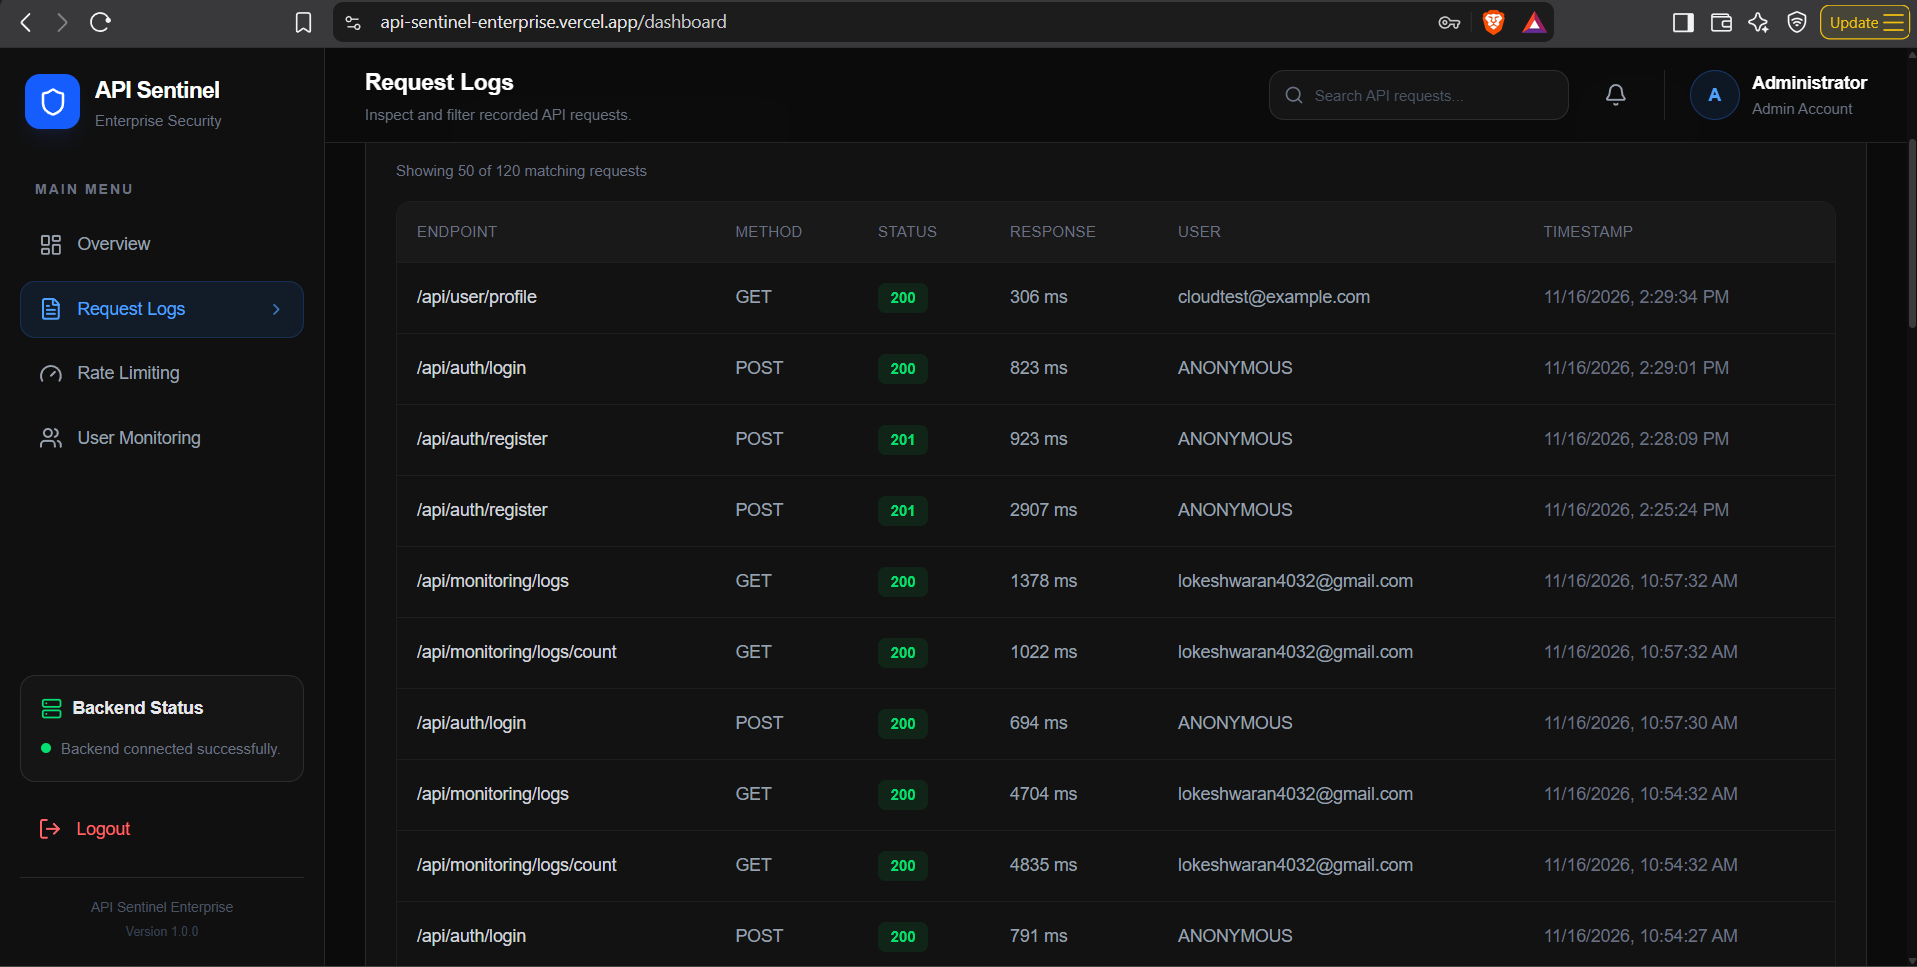 api-sentinel-enterprise.vercel.app/dashboard
Update
API Sentinel
Enterprise Security
MAIN MENU
Overview
Request Logs
Rate Limiting
User Monitoring
Backend Status
Backend connected successfully.
Logout
API Sentinel Enterprise
Version 1.0.0
Request Logs
Inspect and filter recorded API requests.
Search API requests...
A
Administrator
Admin Account
Showing 50 of 120 matching requests
ENDPOINT METHOD STATUS RESPONSE USER TIMESTAMP
/api/user/profile GET 200 306 ms cloudtest@example.com 11/16/2026, 2:29:34 PM
/api/auth/login POST 200 823 ms ANONYMOUS 11/16/2026, 2:29:01 PM
/api/auth/register POST 201 923 ms ANONYMOUS 11/16/2026, 2:28:09 PM
/api/auth/register POST 201 2907 ms ANONYMOUS 11/16/2026, 2:25:24 PM
/api/monitoring/logs GET 200 1378 ms lokeshwaran4032@gmail.com 11/16/2026, 10:57:32 AM
/api/monitoring/logs/count GET 200 1022 ms lokeshwaran4032@gmail.com 11/16/2026, 10:57:32 AM
/api/auth/login POST 200 694 ms ANONYMOUS 11/16/2026, 10:57:30 AM
/api/monitoring/logs GET 200 4704 ms lokeshwaran4032@gmail.com 11/16/2026, 10:54:32 AM
/api/monitoring/logs/count GET 200 4835 ms lokeshwaran4032@gmail.com 11/16/2026, 10:54:32 AM
/api/auth/login POST 200 791 ms ANONYMOUS 11/16/2026, 10:54:27 AM